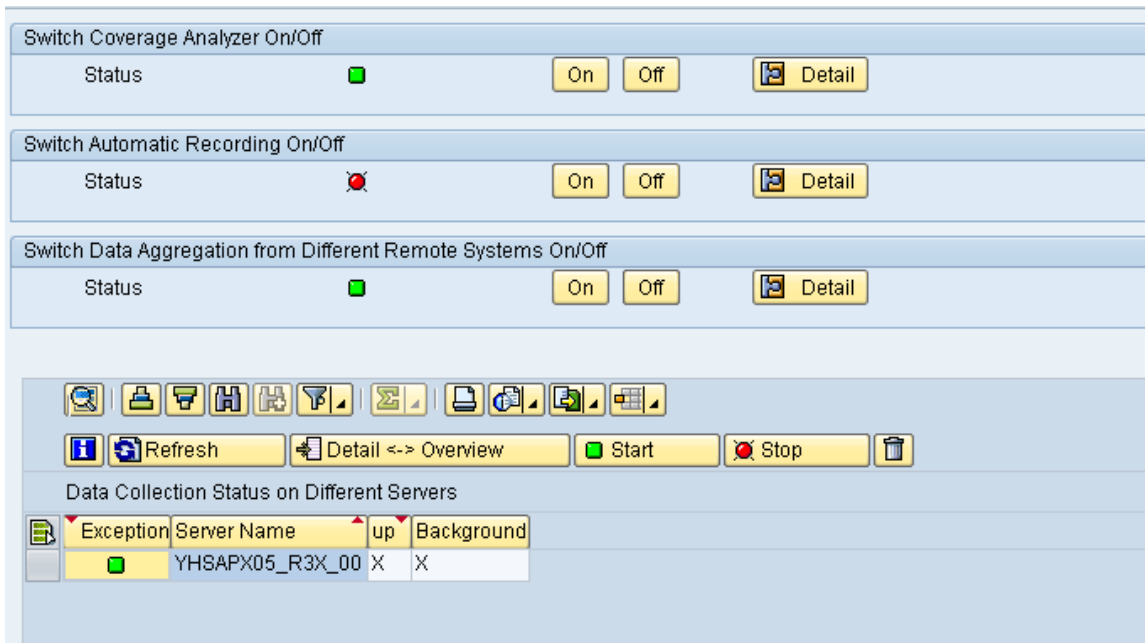 Switch Coverage Analyzer On/Off
Status On Off Detail
Switch Automatic Recording On/Off
Status On Off Detail
Switch Data Aggregation from Different Remote Systems On/Off
Status On Off Detail
Refresh Detail <-> Overview Start Stop
Data Collection Status on Different Servers
Exception Server Name up Background
YHSAPX05_R3X_00 X X